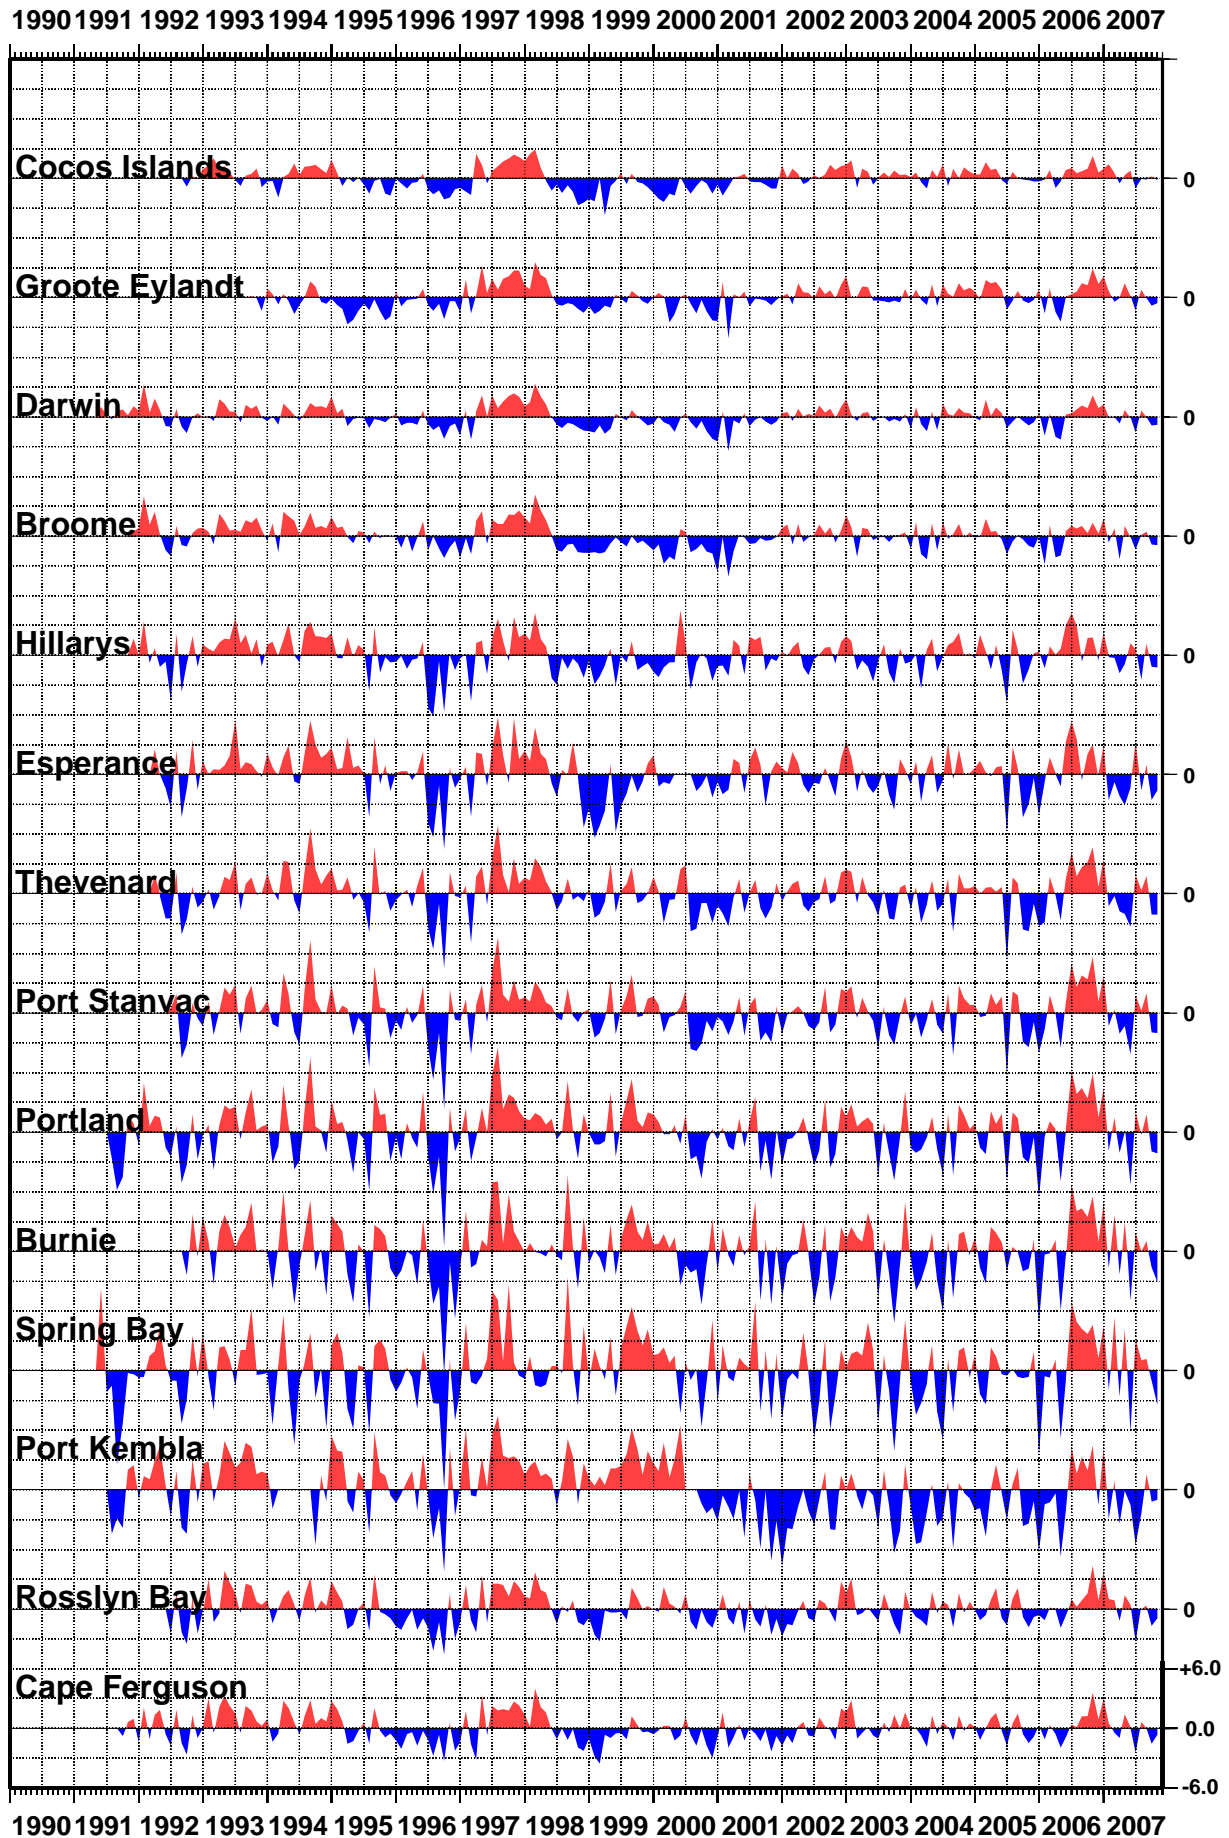 1990 1991 1992 1993 1994 1995 1996 1997 1998 1999 2000 2001 2002 2003 2004 2005 2006 2007
Cocos Islands 0
Groote Eylandt 0
Darwin 0
Broome 0
Hillarys 0
Esperance 0
Thevenard 0
Port Stanvac 0
Portland 0
Burnie 0
Spring Bay 0
Port Kembla 0
Rosslyn Bay 0
+6.0
Cape Ferguson 0.0
-6.0
1990 1991 1992 1993 1994 1995 1996 1997 1998 1999 2000 2001 2002 2003 2004 2005 2006 2007